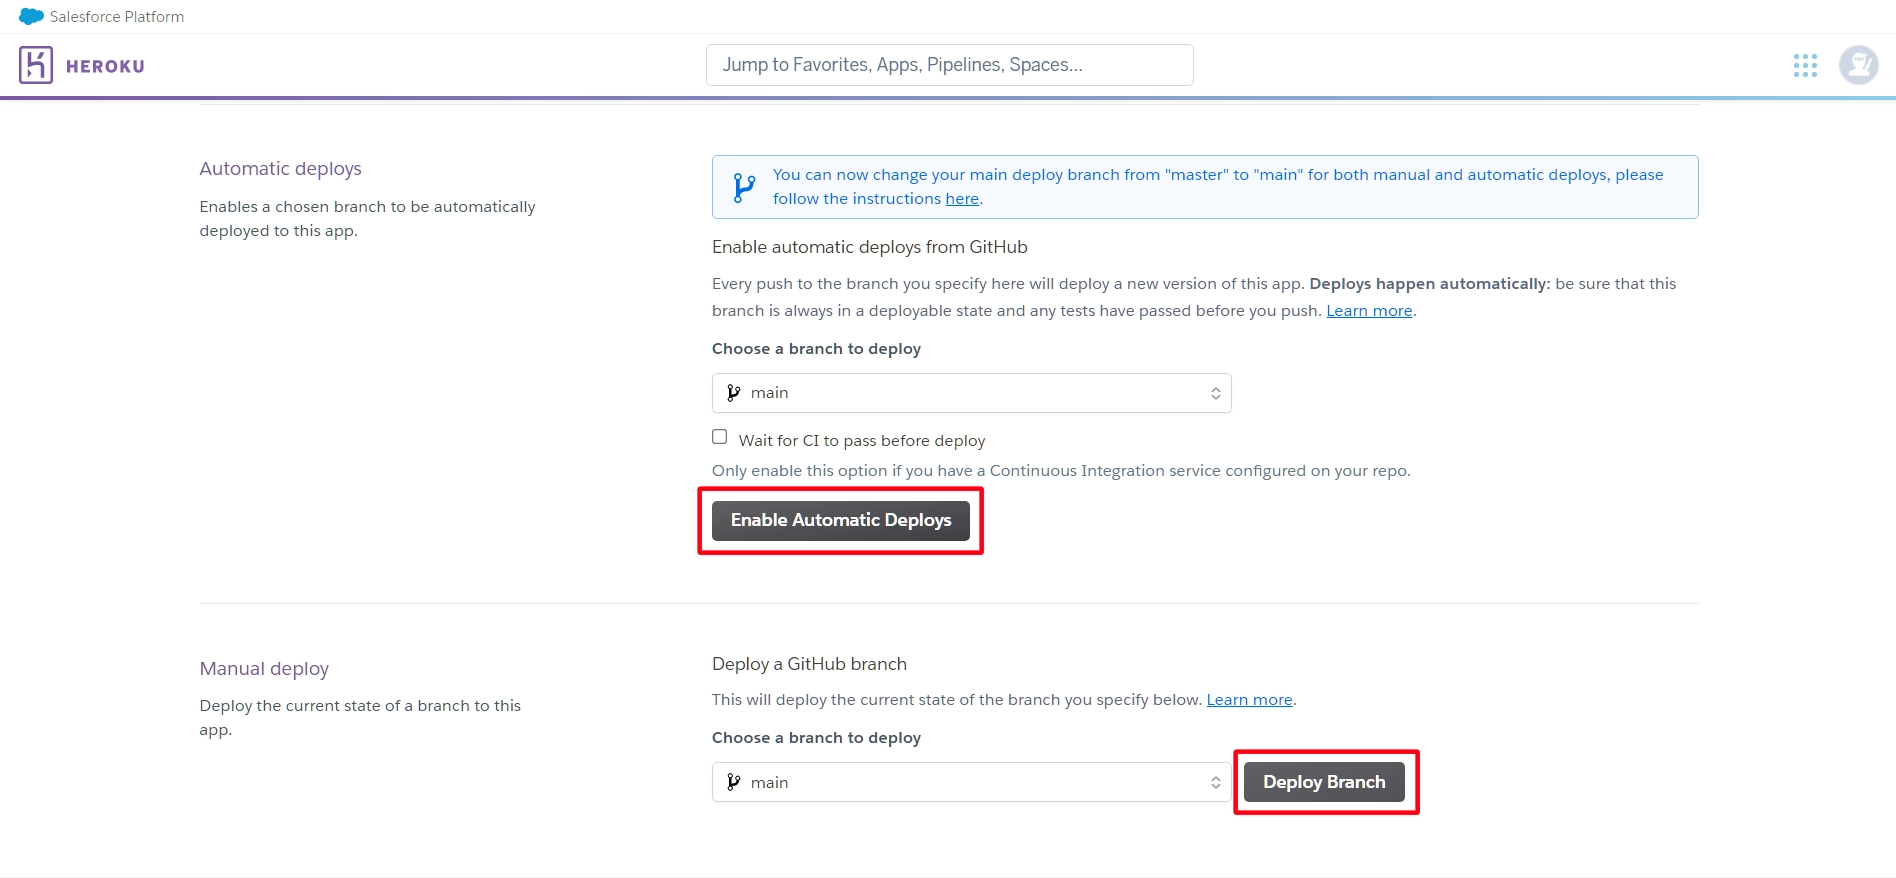 Salesforce Platform
HEROKU
Jump to Favorites, Apps, Pipelines, Spaces...
Automatic deploys
Enables a chosen branch to be automatically
deployed to this app.
You can now change your main deploy branch from "master" to "main" for both manual and automatic deploys, please
follow the instructions here.
Enable automatic deploys from GitHub
Every push to the branch you specify here will deploy a new version of this app. Deploys happen automatically: be sure that this
branch is always in a deployable state and any tests have passed before you push. Learn more.
Choose a branch to deploy
main
Wait for CI to pass before deploy
Only enable this option if you have a Continuous Integration service configured on your repo.
Enable Automatic Deploys
Manual deploy
Deploy the current state of a branch to this
app.
Deploy a GitHub branch
This will deploy the current state of the branch you specify below. Learn more.
Choose a branch to deploy
main
Deploy Branch